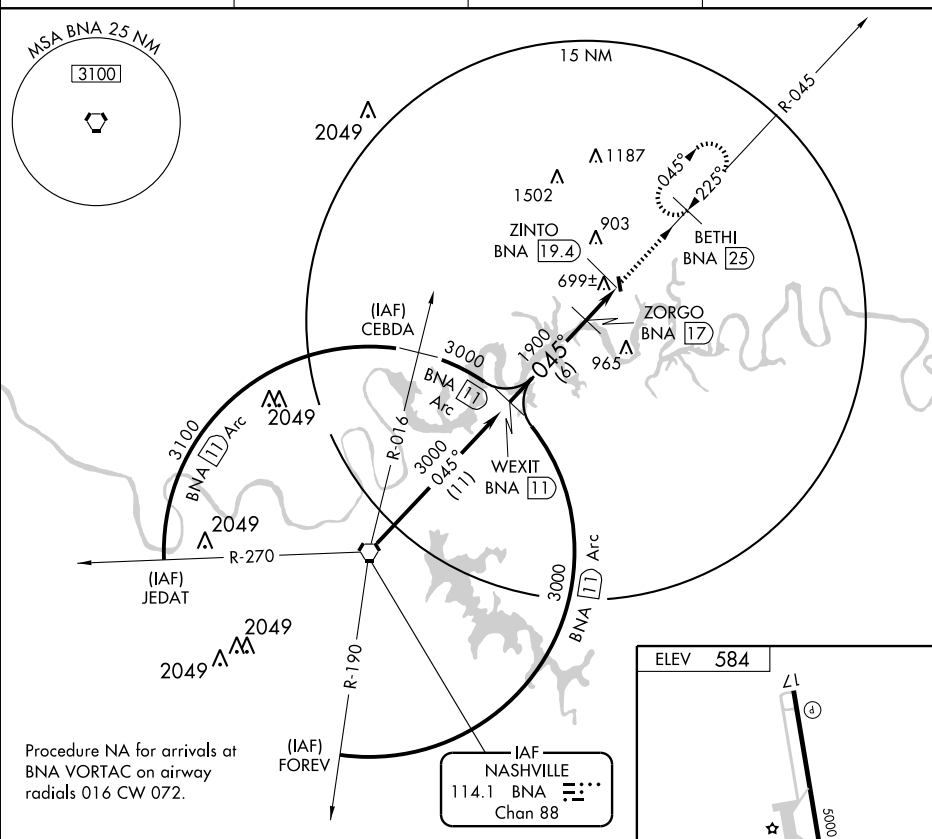 MSA BNA 25 NM
3100
15 NM
R-045
2049
1187
1502
045°
225°
ZINTO
BNA 19.4
903
BETHI
BNA 25
699±
(IAF)
CEBDA
ZORGO
BNA 17
3000
1900
045°
(6)
965
BNA 11
Arc
2049
3100
BNA 11 Arc
R-016
3000
045°
(11)
WEXIT
BNA 11
2049
R-270
(IAF)
JEDAT
3000
BNA 11 Arc
2049
2049
R-190
ELEV 584
17
P
5000
(IAF)
FOREV
Procedure NA for arrivals at
BNA VORTAC on airway
radials 016 CW 072.
IAF
NASHVILLE
114.1 BNA
Chan 88